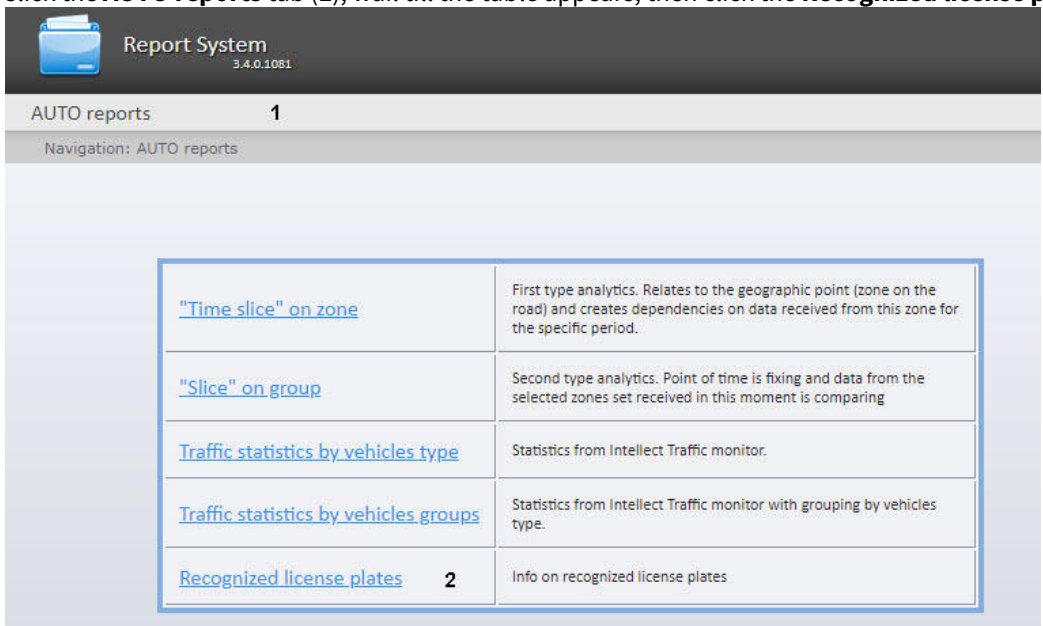 Report System
3.4.0.1081
AUTO reports 1
Navigation: AUTO reports
"Time slice" on zone
First type analytics. Relates to the geographic point (zone on the
road) and creates dependencies on data received from this zone for
the specific period.
"Slice" on group
Second type analytics. Point of time is fixing and data from the
selected zones set received in this moment is comparing
Traffic statistics by vehicles type
Statistics from Intellect Traffic monitor.
Traffic statistics by vehicles groups
Statistics from Intellect Traffic monitor with grouping by vehicles
type.
Recognized license plates 2
Info on recognized license plates